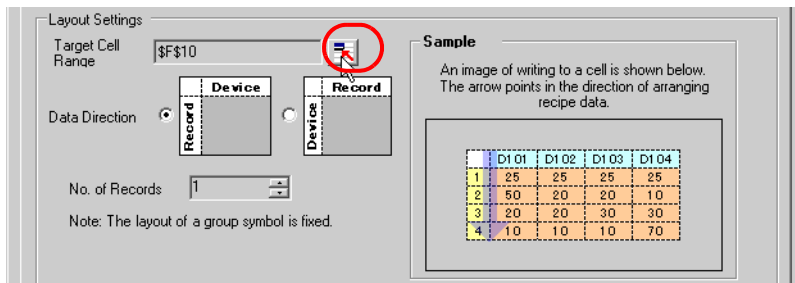 Layout Settings
Target Cell
Range
$F$10
Data Direction
Device
Record
Record
Device
No. of Records
1
Note: The layout of a group symbol is fixed.
Sample
An image of writing to a cell is shown below.
The arrow points in the direction of arranging
recipe data.
D101 D102 D103 D104
1 25 25 25 25
2 50 20 20 10
3 20 20 30 30
4 10 10 10 70